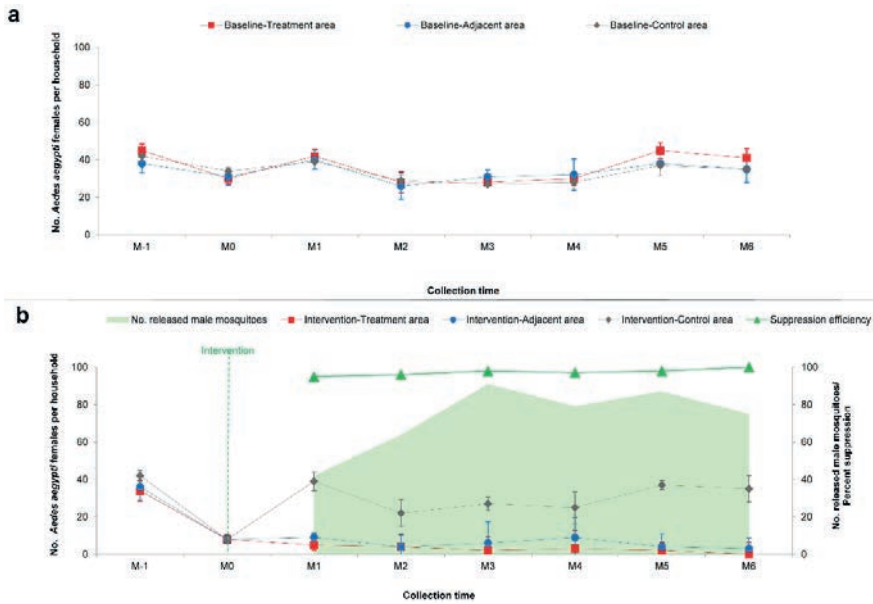 a
Baseline-Treatment area Baseline-Adjacent area Baseline-Control area
No. Aedes aegypti females per household
100
80
60
40
20
0
M-1 M0 M1 M2 M3 M4 M5 M6
Collection time
b
No. released male mosquitoes Intervention-Treatment area Intervention-Adjacent area Intervention-Control area Suppression efficiency
Intervention
No. Aedes aegypti females per household
100
80
60
40
20
0
100
80
60
40
20
0
No. released male mosquitoes/
Percent suppression
M-1 M0 M1 M2 M3 M4 M5 M6
Collection time